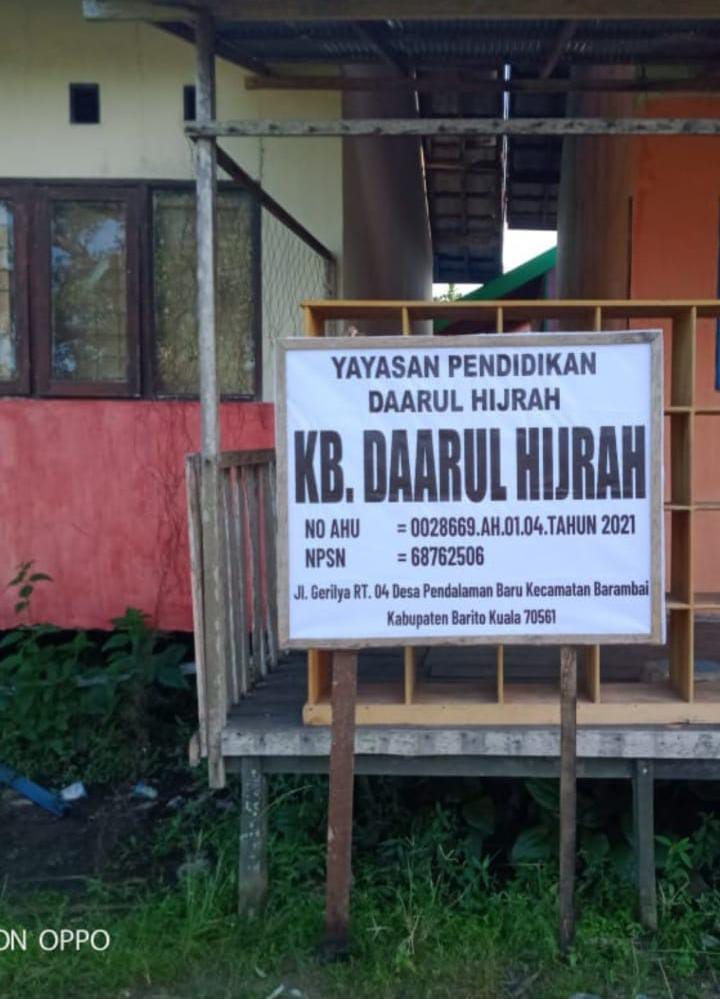 YAYASAN PENDIDIKAN
DAARUL HIJRAH
KB. DAARUL HIJRAH
NO AHU = 0028669.AH.01.04.TAHUN 2021
NPSN = 68762506
Jl. Gerilya RT. 04 Desa Pendalaman Baru Kecamatan Barambai
Kabupaten Barito Kuala 70561
ON OPPO